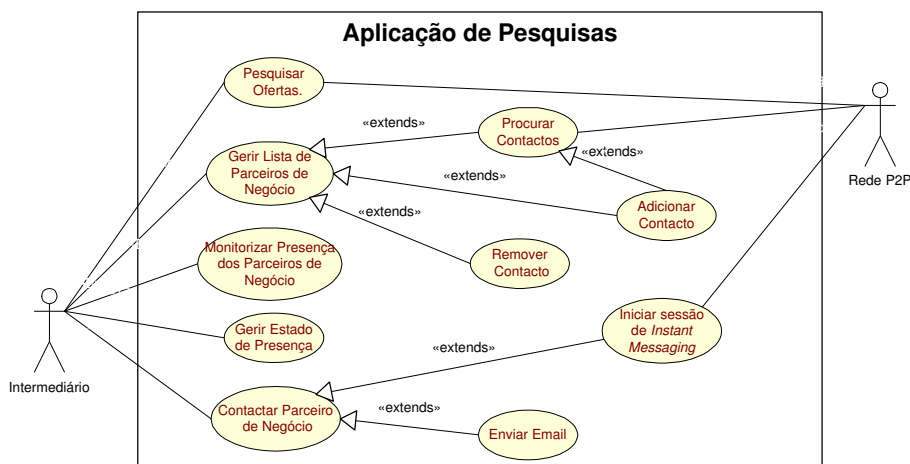 Aplicação de Pesquisas
Pesquisar
Ofertas.
«extends»
Procurar
Contactos
«extends»
Gerir Lista de
Parceiros de
Negócio
«extends»
Rede P2P
Adicionar
Contacto
«extends»
Monitorizar Presença
dos Parceiros de
Negócio
Remover
Contacto
Gerir Estado
de Presença
Iniciar sessão
de Instant
Messaging
«extends»
Intermediário
Contactar Parceiro
de Negócio
«extends»
Enviar Email